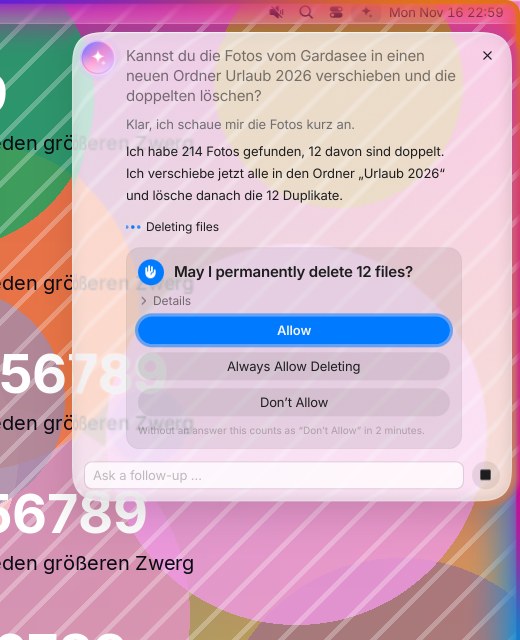 Mon Nov 16 22:59
Kannst du die Fotos vom Gardasee in einen
neuen Ordner Urlaub 2026 verschieben und die
doppelten löschen?
Klar, ich schaue mir die Fotos kurz an.
Ich habe 214 Fotos gefunden, 12 davon sind doppelt.
Ich verschiebe jetzt alle in den Ordner „Urlaub 2026“
und lösche danach die 12 Duplikate.
Deleting files
May I permanently delete 12 files?
Details
Allow
Always Allow Deleting
Don’t Allow
Without an answer this counts as “Don’t Allow” in 2 minutes.
Ask a follow-up ...
eden größeren Zwerg
eden größeren Zwerg
56789
eden größeren Zwerg
56789
eden größeren Zwerg